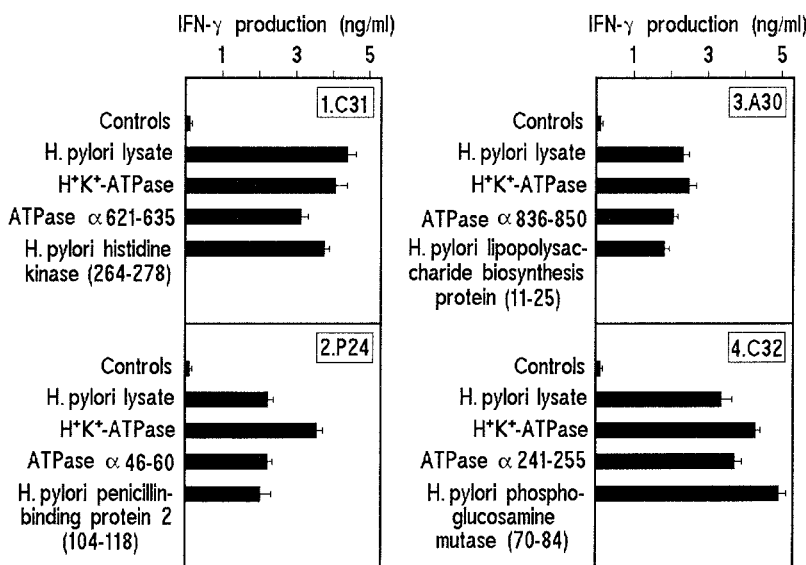 IFN-γ production (ng/ml)
1 3 5
1.C31
Controls
H. pylori lysate
H⁺K⁺-ATPase
ATPase α 621-635
H. pylori histidine
kinase (264-278)
2.P24
Controls
H. pylori lysate
H⁺K⁺-ATPase
ATPase α 46-60
H. pylori penicillin-
binding protein 2
(104-118)
IFN-γ production (ng/ml)
1 3 5
3.A30
Controls
H. pylori lysate
H⁺K⁺-ATPase
ATPase α 836-850
H. pylori lipopolysac-
charide biosynthesis
protein (11-25)
4.C32
Controls
H. pylori lysate
H⁺K⁺-ATPase
ATPase α 241-255
H. pylori phospho-
glucosamine
mutase (70-84)